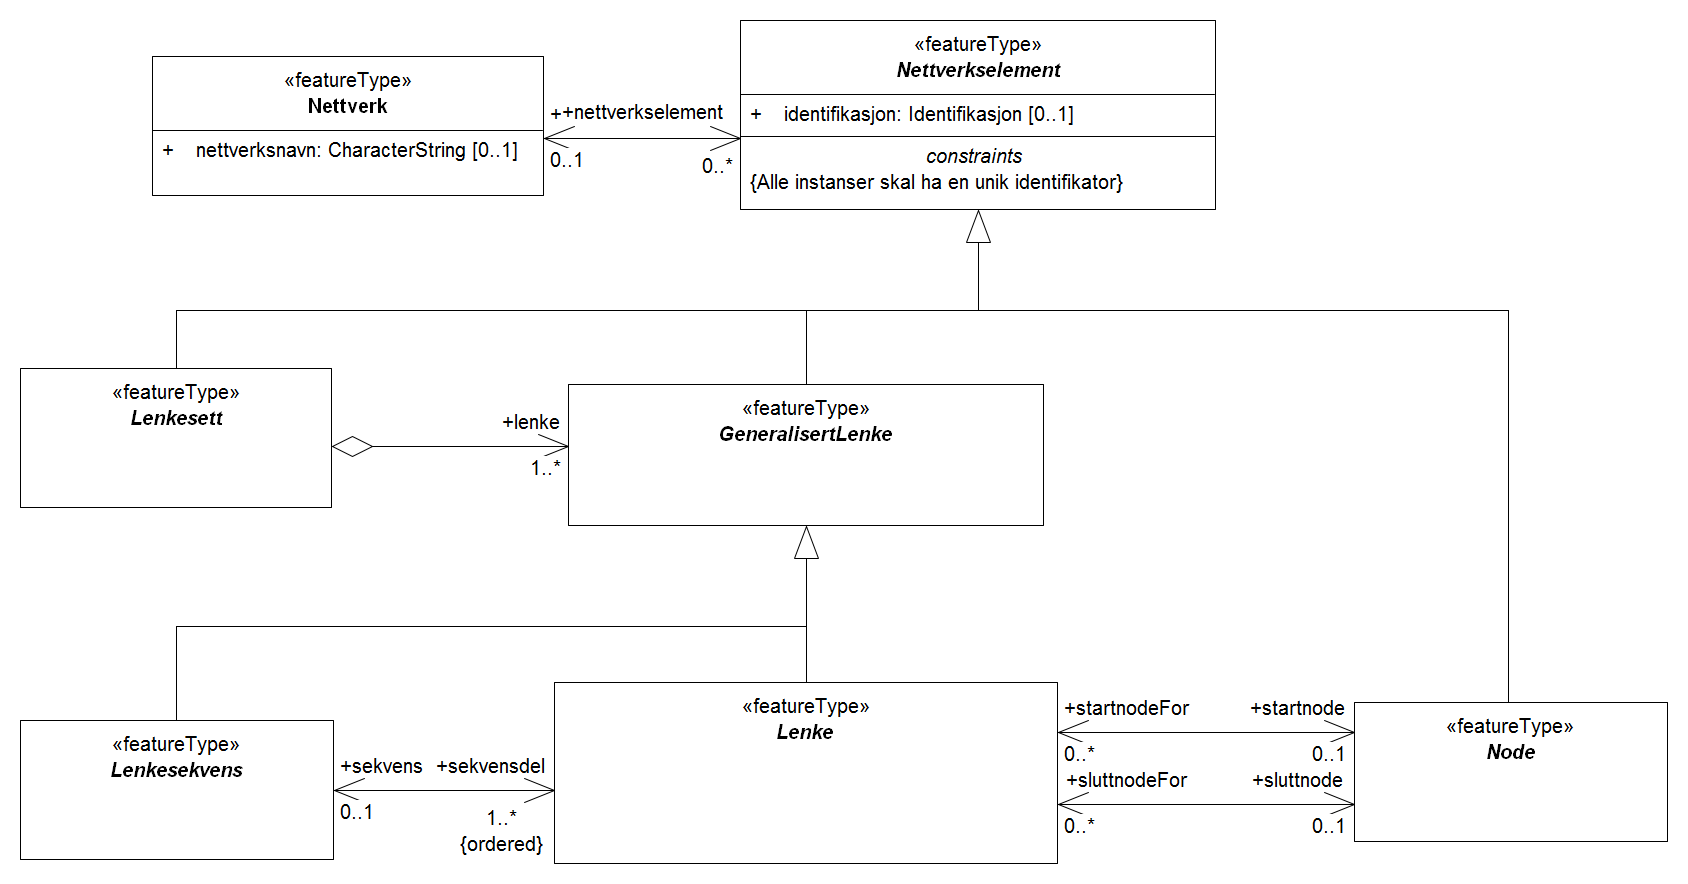 «featureType»
Nettverk
+ nettverksnavn: CharacterString [0..1]
++nettverkselement
0..1
0..*
«featureType»
Nettverkselement
+ identifikasjon: Identifikasjon [0..1]
constraints
{Alle instanser skal ha en unik identifikator}
«featureType»
Lenkesett
+lenke
1..*
«featureType»
GeneralisertLenke
«featureType»
Lenkesekvens
+sekvens
+sekvensdel
0..1
1..*
{ordered}
«featureType»
Lenke
+startnodeFor
+startnode
0..*
0..1
+sluttnodeFor
+sluttnode
0..*
0..1
«featureType»
Node